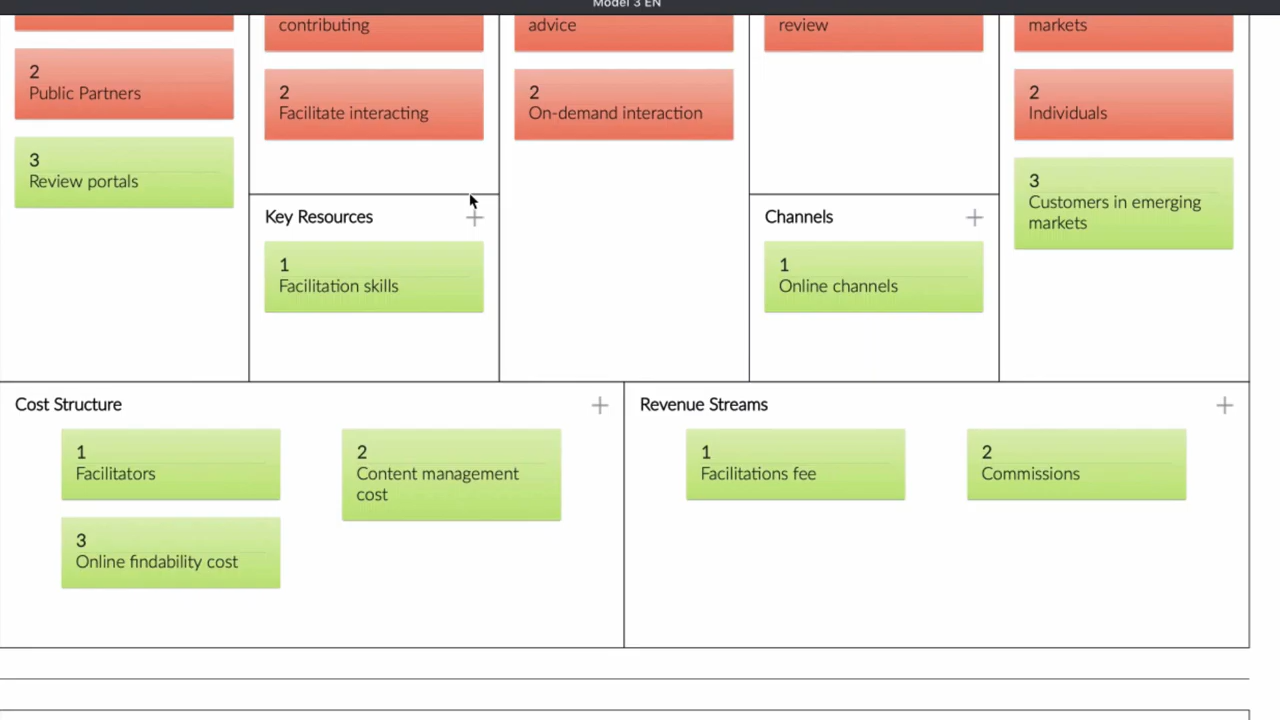 Model 3 EN
contributing
advice
review
markets
2
Public Partners
2
Facilitate interacting
2
On-demand interaction
2
Individuals
3
Review portals
3
Customers in emerging
markets
Key Resources
1
Facilitation skills
Channels
1
Online channels
Cost Structure
1
Facilitators
2
Content management
cost
3
Online findability cost
Revenue Streams
1
Facilitations fee
2
Commissions